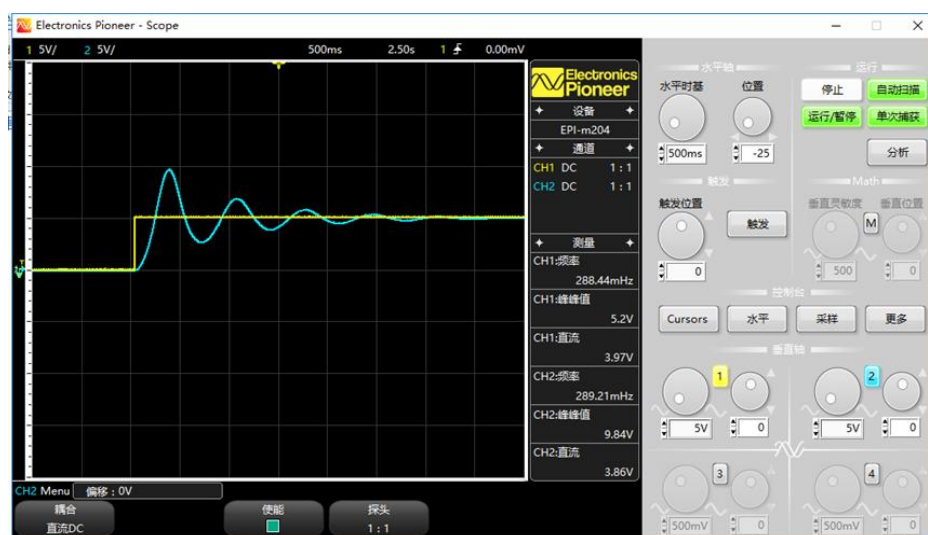 Electronics Pioneer - Scope
1 5V/ 2 5V/ 500ms 2.50s 1 0.00mV
T
Electronics
Pioneer
设备
EPI-m204
通道
CH1 DC 1 : 1
CH2 DC 1 : 1
测量
CH1:频率
288.44mHz
CH1:峰峰值
5.2V
CH1:直流
3.97V
CH2:频率
289.21mHz
CH2:峰峰值
9.84V
CH2:直流
3.86V
CH2 Menu 偏移：0V
耦合
直流DC
使能
探头
1 : 1
水平轴
水平时基 位置
500ms -25
运行
停止 自动扫描
运行/暂停 单次捕获
分析
触发
触发位置
触发
0
Math
垂直灵敏度 垂直位置
M
500 0
控制台
Cursors 水平 采样 更多
垂直轴
1 2
5V 0 5V 0
3 4
500mV 0 500mV 0